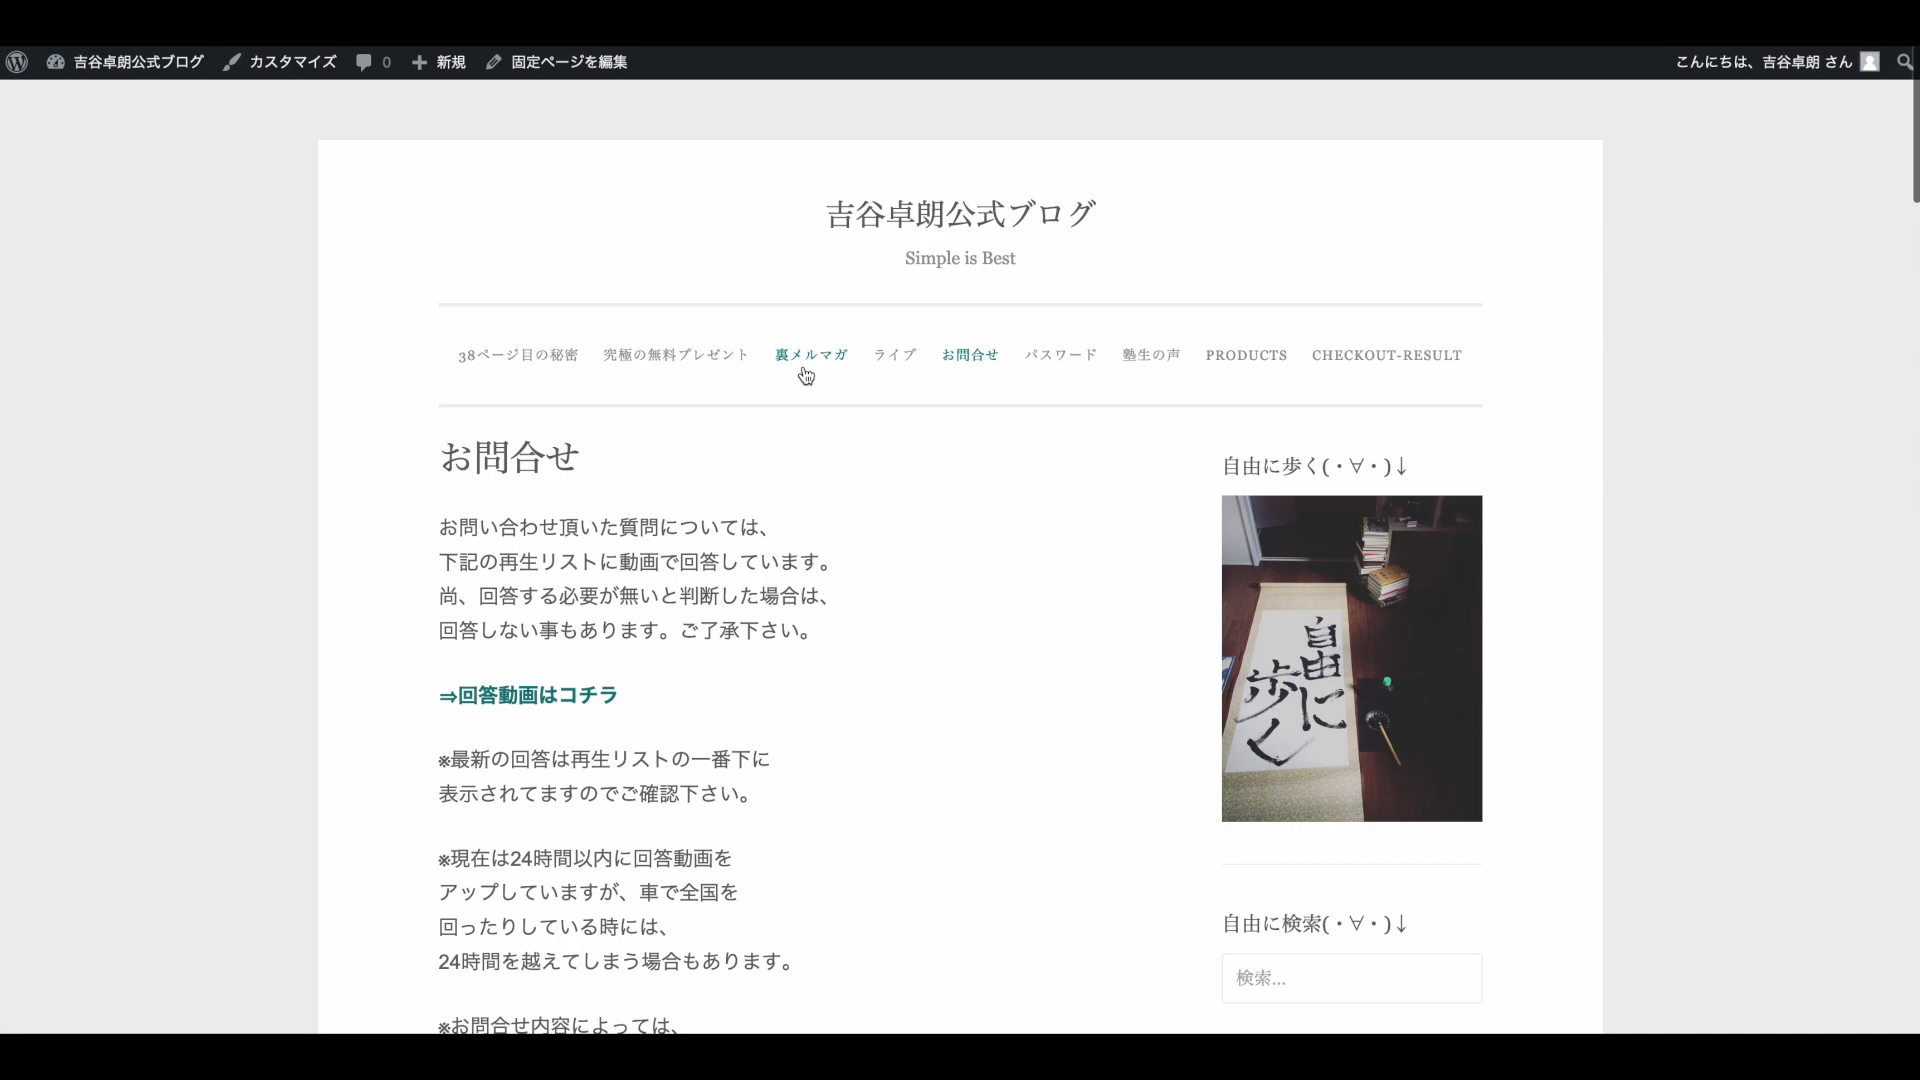 吉谷卓朗公式ブログ カスタマイズ 0 新規 固定ページを編集 こんにちは、吉谷卓朗 さん
吉谷卓朗公式ブログ
Simple is Best
38ページ目の秘密 究極の無料プレゼント 裏メルマガ ライブ お問合せ パスワード 塾生の声 PRODUCTS CHECKOUT-RESULT
お問合せ
お問い合わせ頂いた質問については、
下記の再生リストに動画で回答しています。
尚、回答する必要が無いと判断した場合は、
回答しない事もあります。ご了承下さい。
⇒回答動画はコチラ
※最新の回答は再生リストの一番下に
表示されてますのでご確認下さい。
※現在は24時間以内に回答動画を
アップしていますが、車で全国を
回ったりしている時には、
24時間を越えてしまう場合もあります。
※お問合せ内容によっては、
自由に歩く(・∀・)↓
自由に
歩く
自由に検索(・∀・)↓
検索...